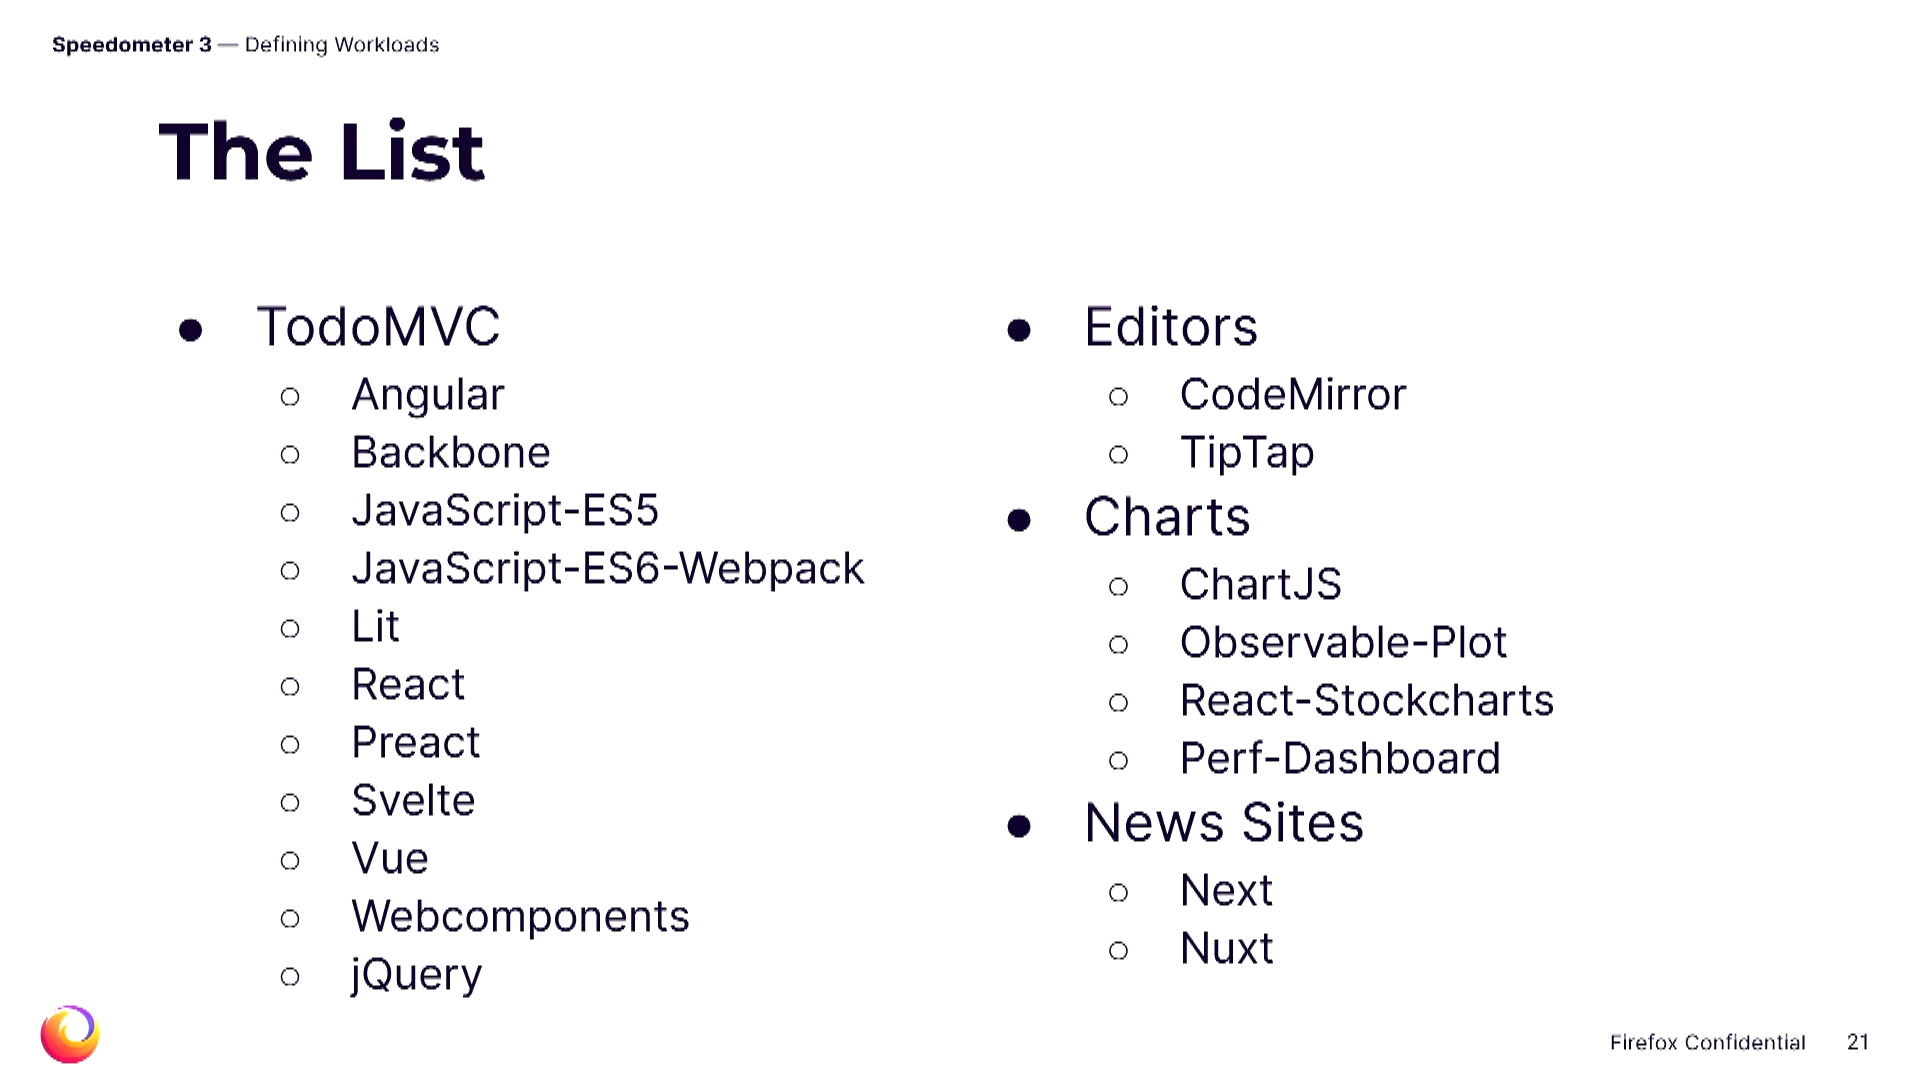 Speedometer 3 — Defining Workloads
The List
● TodoMVC
○ Angular
○ Backbone
○ JavaScript-ES5
○ JavaScript-ES6-Webpack
○ Lit
○ React
○ Preact
○ Svelte
○ Vue
○ Webcomponents
○ jQuery
● Editors
○ CodeMirror
○ TipTap
● Charts
○ ChartJS
○ Observable-Plot
○ React-Stockcharts
○ Perf-Dashboard
● News Sites
○ Next
○ Nuxt
Firefox Confidential 21